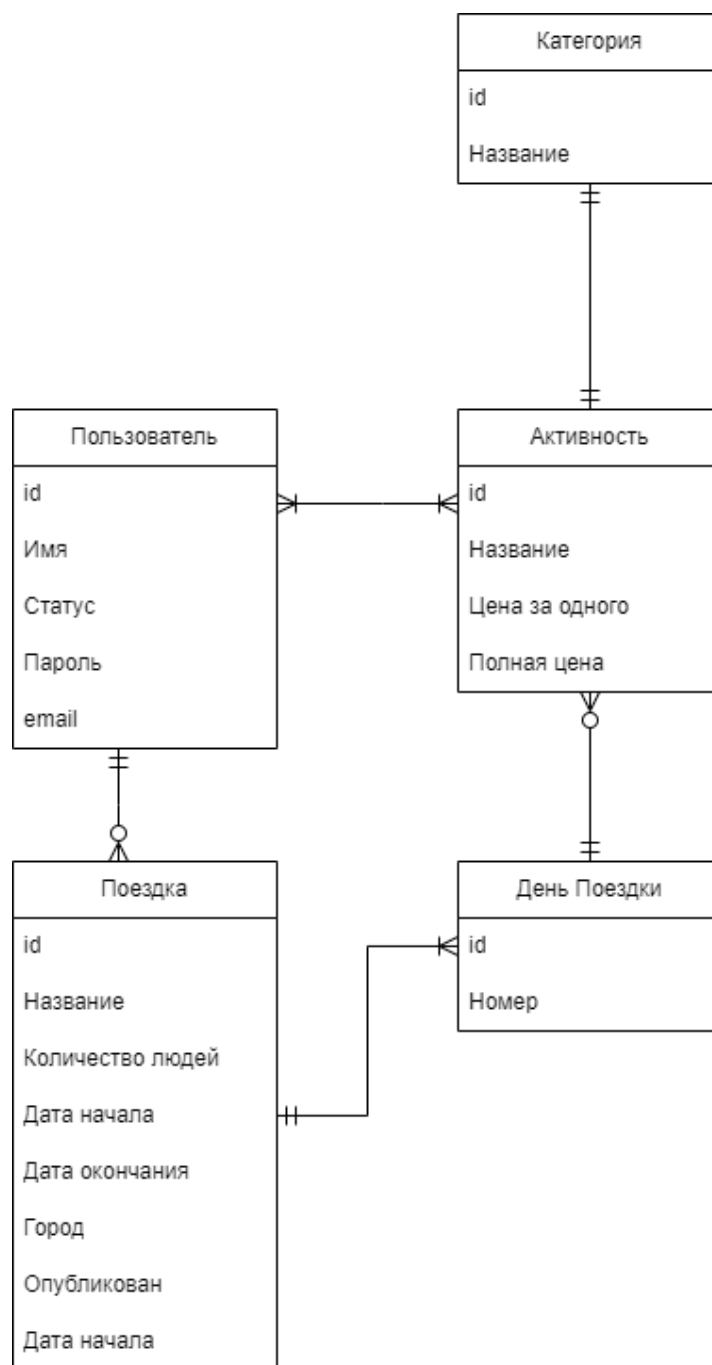 Категория
id
Название
Пользователь
id
Имя
Статус
Пароль
email
Активность
id
Название
Цена за одного
Полная цена
Поездка
id
Название
Количество людей
Дата начала
Дата окончания
Город
Опубликован
Дата начала
День Поездки
id
Номер